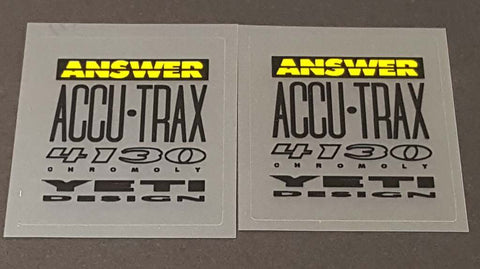 ANSWER
ACCU•TRAX
4130
CHROMOLY
YETI
DESIGN
ANSWER
ACCU•TRAX
4130
CHROMOLY
YETI
DESIGN